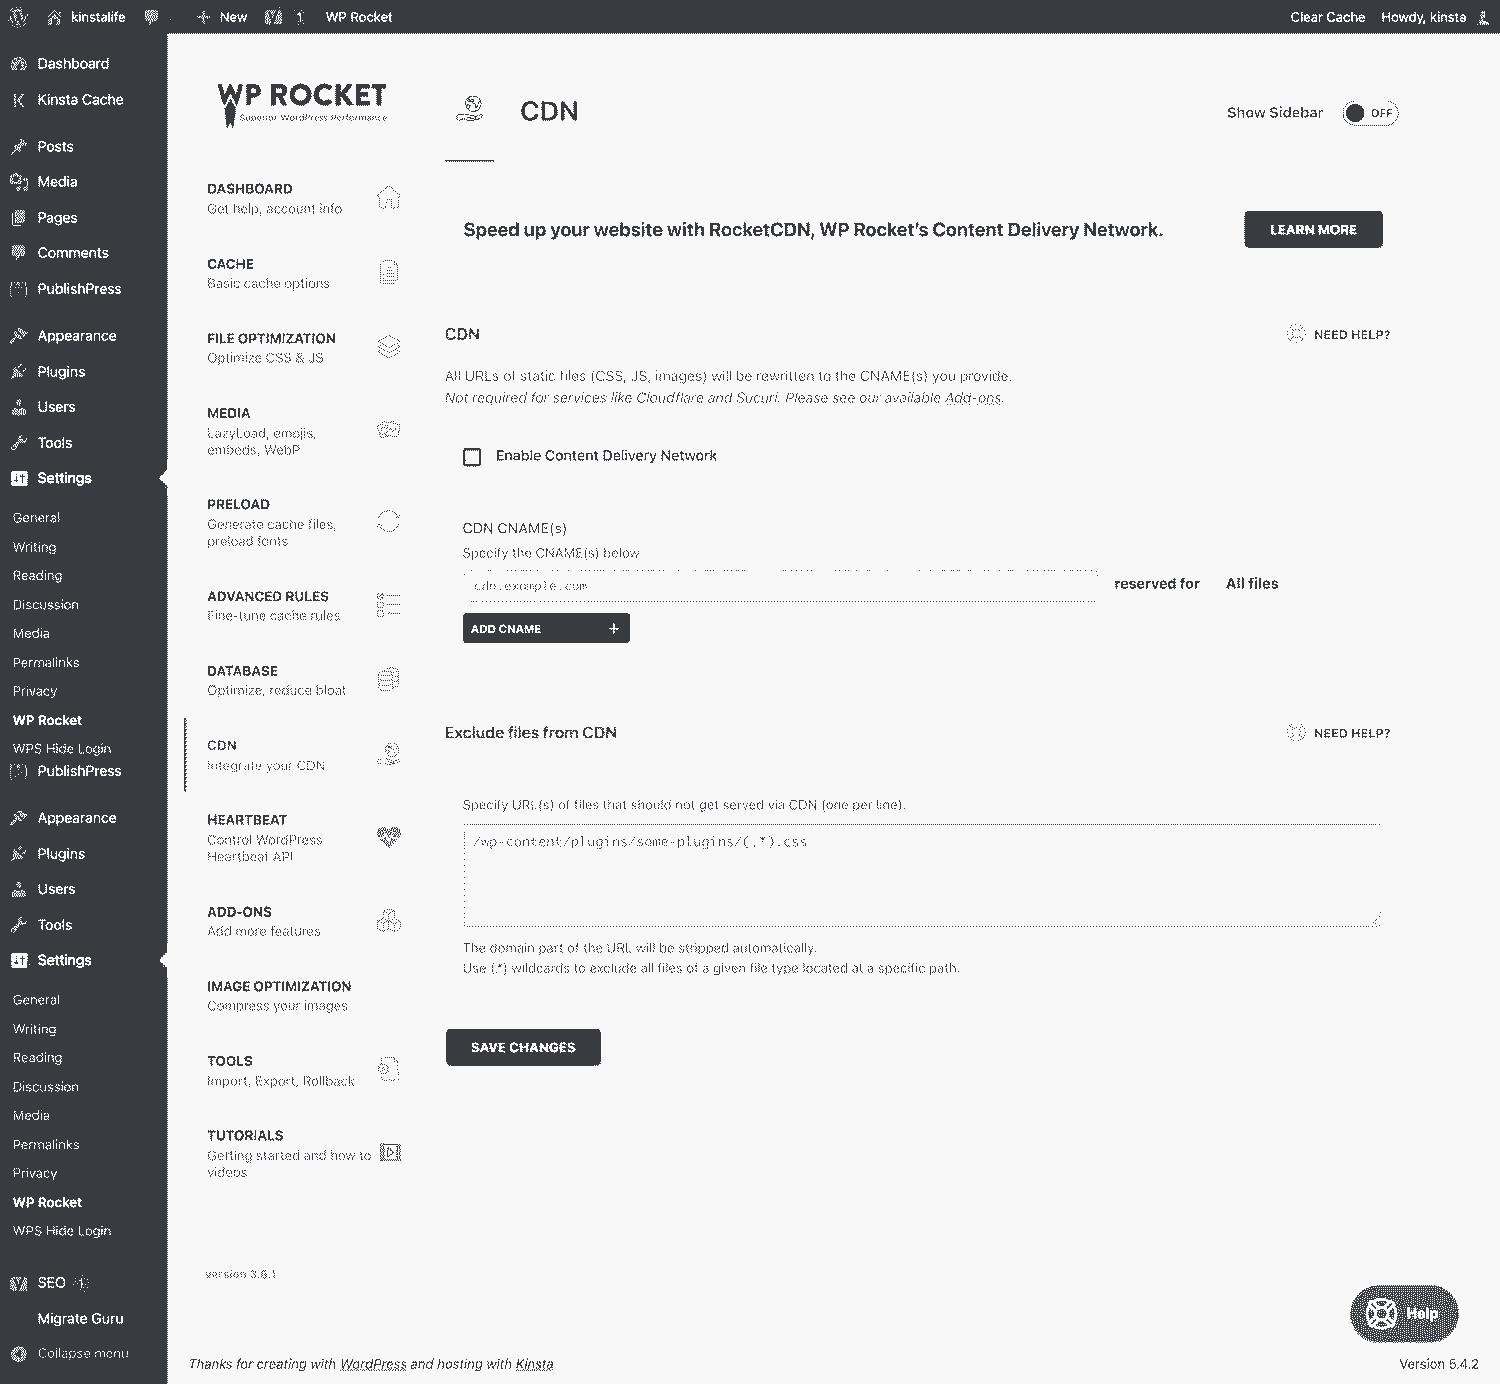 kinstalife
New
1
WP Rocket
Clear Cache
Howdy, kinsta
Dashboard
Kinsta Cache
Posts
Media
Pages
Comments
PublishPress
Appearance
Plugins
Users
Tools
Settings
General
Writing
Reading
Discussion
Media
Permalinks
Privacy
WP Rocket
WPS Hide Login
PublishPress
Appearance
Plugins
Users
Tools
Settings
General
Writing
Reading
Discussion
Media
Permalinks
Privacy
WP Rocket
WPS Hide Login
SEO 1
Migrate Guru
Collapse menu
WP ROCKET
Superior WordPress Performance
DASHBOARD
Get help, account info
CACHE
Basic cache options
FILE OPTIMIZATION
Optimize CSS & JS
MEDIA
LazyLoad, emojis,
embeds, WebP
PRELOAD
Generate cache files,
preload fonts
ADVANCED RULES
Fine-tune cache rules
DATABASE
Optimize, reduce bloat
CDN
Integrate your CDN
HEARTBEAT
Control WordPress
Heartbeat API
ADD-ONS
Add more features
IMAGE OPTIMIZATION
Compress your images
TOOLS
Import, Export, Rollback
TUTORIALS
Getting started and how to
videos
version 3.6.1
CDN
Show Sidebar
OFF
Speed up your website with RocketCDN, WP Rocket's Content Delivery Network.
LEARN MORE
CDN
NEED HELP?
All URLs of static files (CSS, JS, images) will be rewritten to the CNAME(s) you provide.
Not required for services like Cloudflare and Sucuri. Please see our available Add-ons.
Enable Content Delivery Network
CDN CNAME(s)
Specify the CNAME(s) below
cdn.example.com
reserved for
All files
ADD CNAME +
Exclude files from CDN
NEED HELP?
Specify URL(s) of files that should not get served via CDN (one per line).
/wp-content/plugins/some-plugins/(.*).css
The domain part of the URL will be stripped automatically.
Use (.*) wildcards to exclude all files of a given file type located at a specific path.
SAVE CHANGES
Help
Thanks for creating with WordPress and hosting with Kinsta
Version 5.4.2